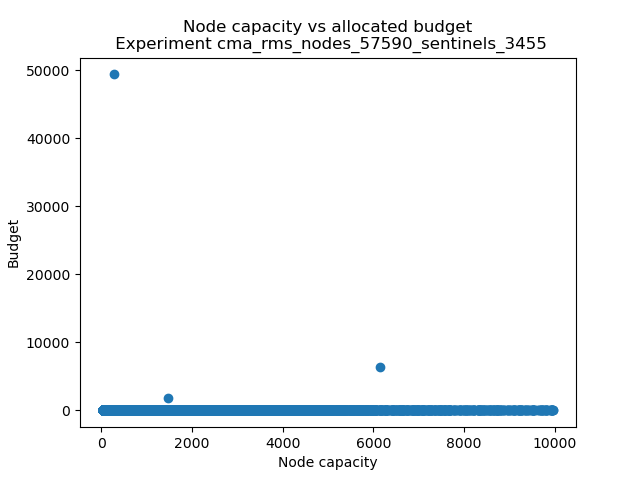 Node capacity vs allocated budget
Experiment cma_rms_nodes_57590_sentinels_3455
50000
40000
30000
20000
10000
0
Budget
0 2000 4000 6000 8000 10000
Node capacity